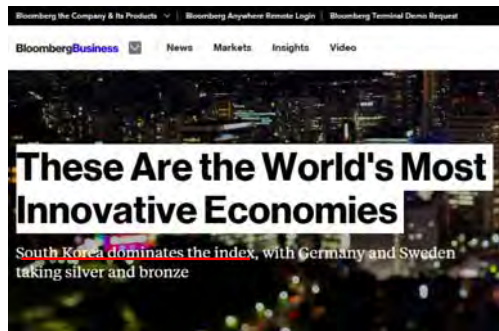 Bloomberg the Company & Its Products | Bloomberg Anywhere Remote Login | Bloomberg Terminal Demo Request
BloombergBusiness News Markets Insights Video
These Are the World's Most
Innovative Economies
South Korea dominates the index, with Germany and Sweden
taking silver and bronze